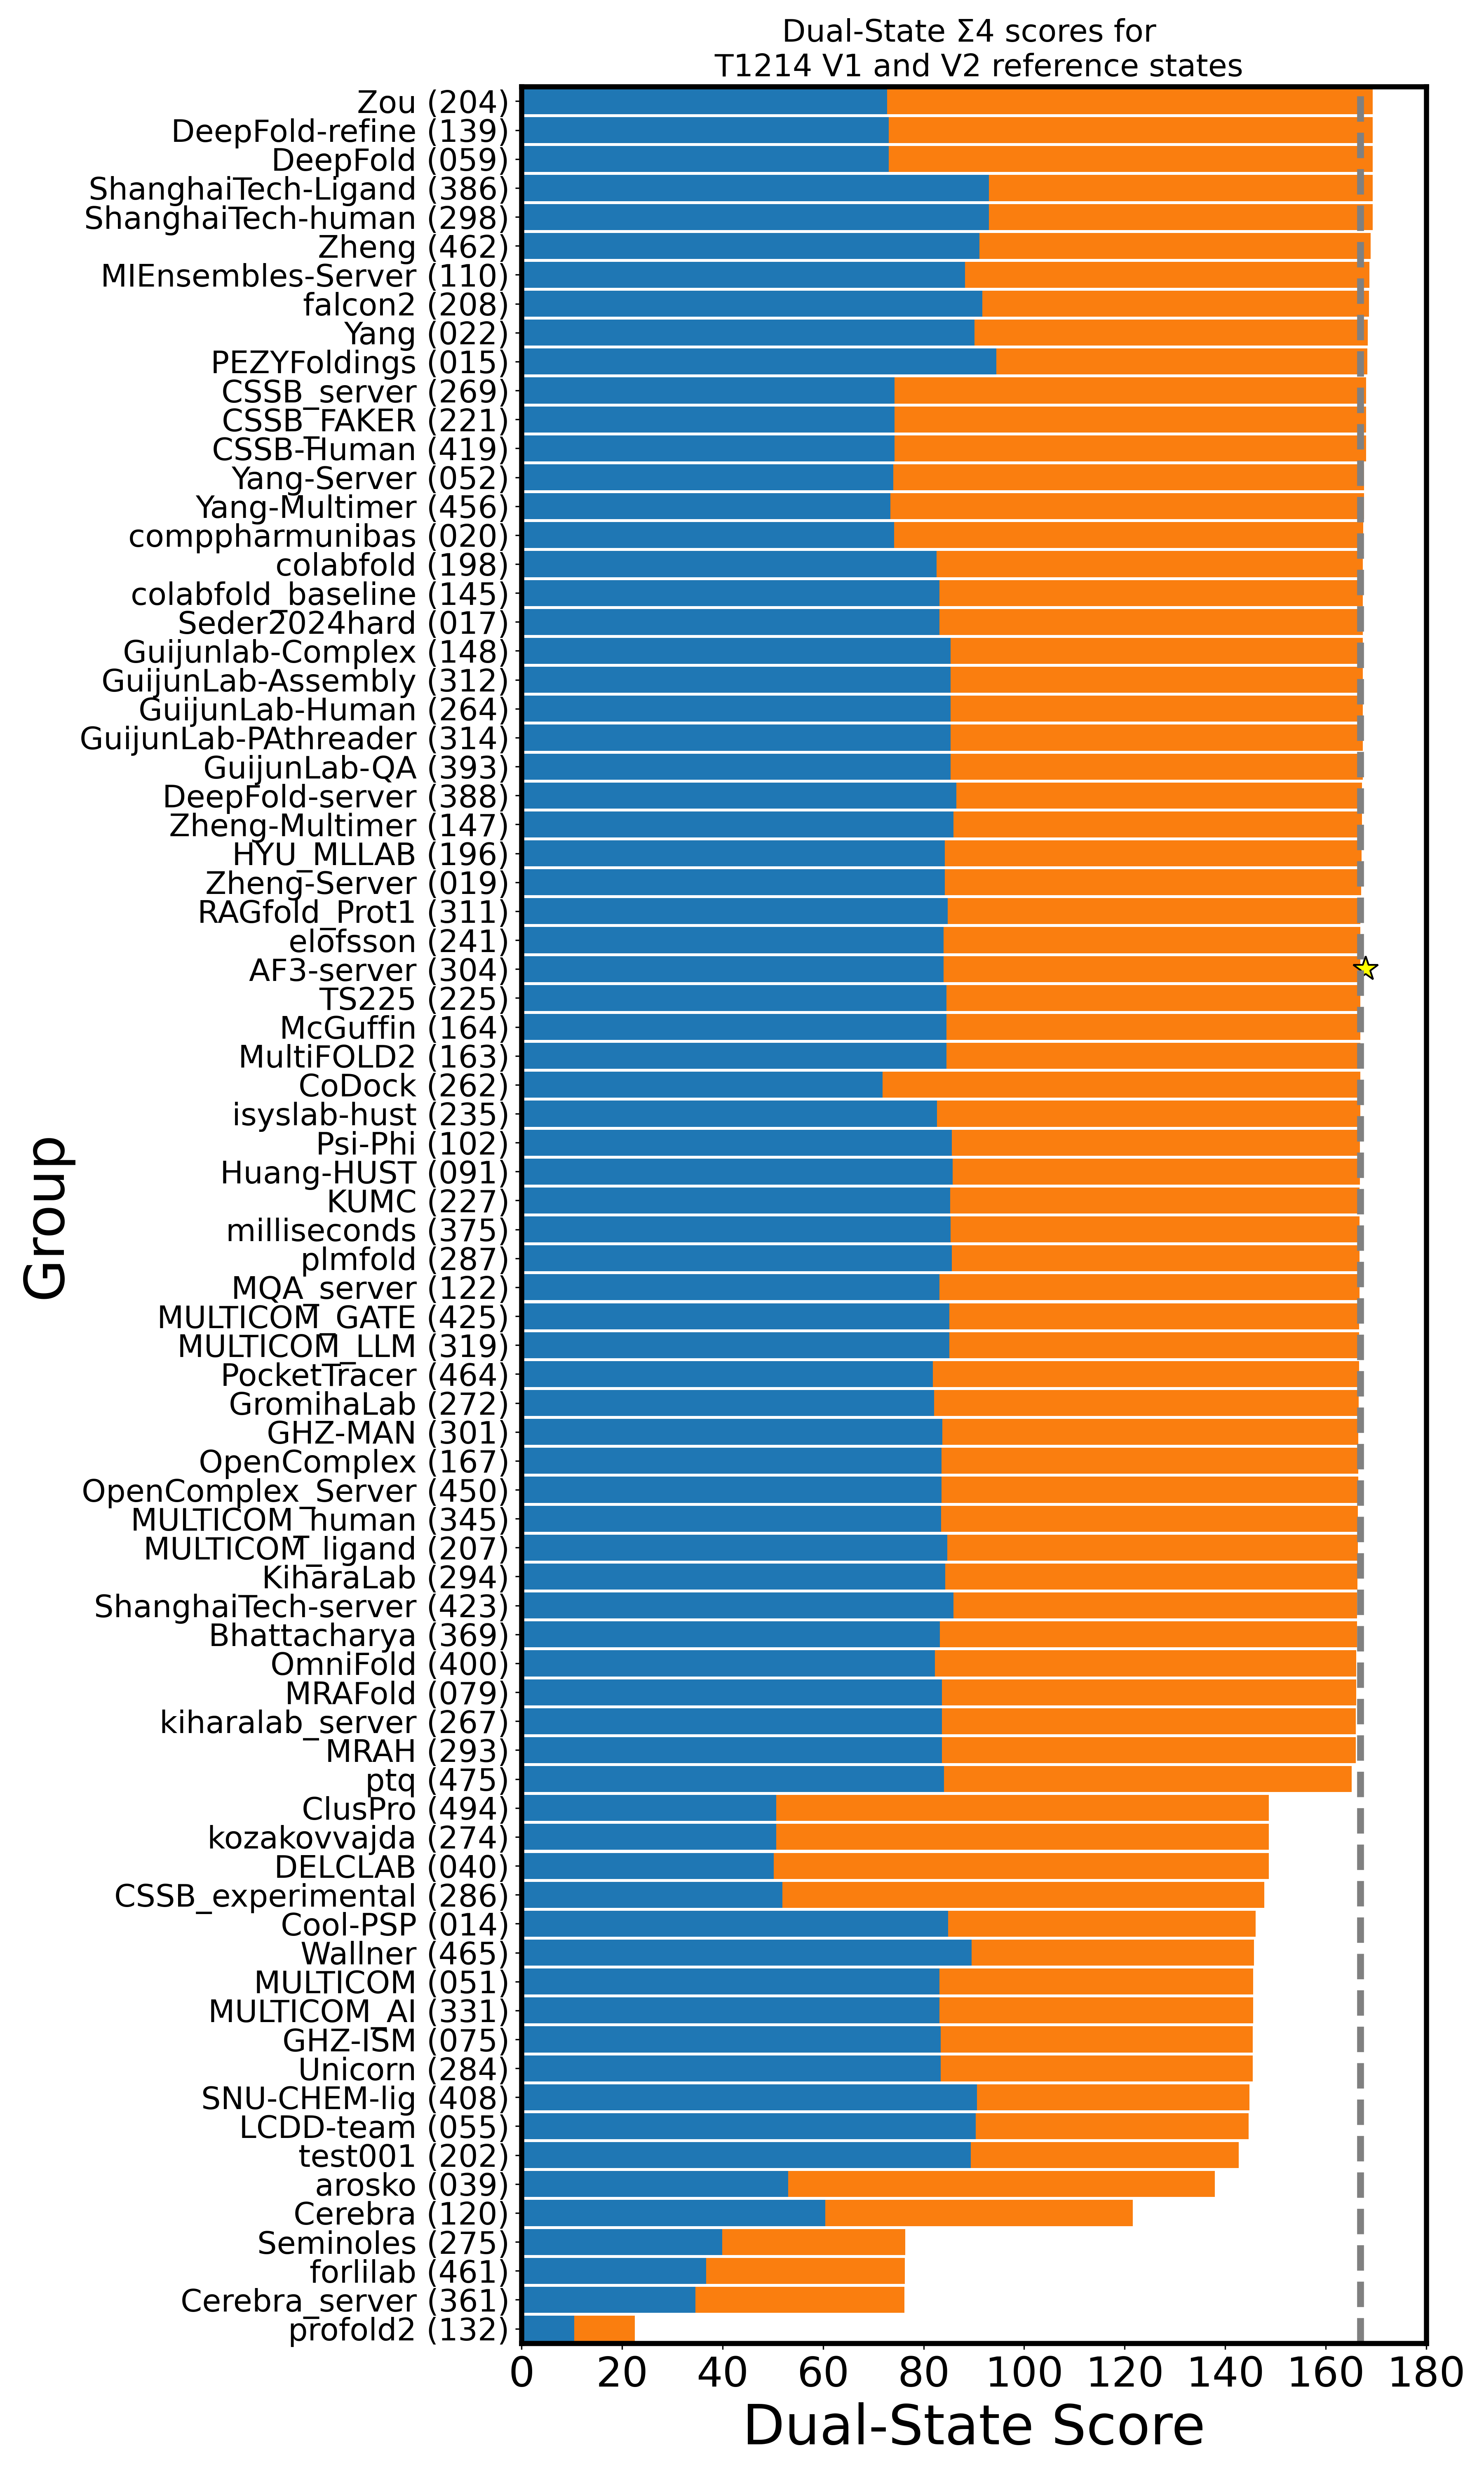 Dual-State Σ4 scores for
T1214 V1 and V2 reference states
Zou (204)
DeepFold-refine (139)
DeepFold (059)
ShanghaiTech-Ligand (386)
ShanghaiTech-human (298)
Zheng (462)
MIEnsembles-Server (110)
falcon2 (208)
Yang (022)
PEZYFoldings (015)
CSSB_server (269)
CSSB_FAKER (221)
CSSB-Human (419)
Yang-Server (052)
Yang-Multimer (456)
comppharmunibas (020)
colabfold (198)
colabfold_baseline (145)
Seder2024hard (017)
Guijunlab-Complex (148)
GuijunLab-Assembly (312)
GuijunLab-Human (264)
GuijunLab-PAthreader (314)
GuijunLab-QA (393)
DeepFold-server (388)
Zheng-Multimer (147)
HYU_MLLAB (196)
Zheng-Server (019)
RAGfold_Prot1 (311)
elofsson (241)
AF3-server (304)
TS225 (225)
McGuffin (164)
MultiFOLD2 (163)
CoDock (262)
isyslab-hust (235)
Psi-Phi (102)
Huang-HUST (091)
KUMC (227)
milliseconds (375)
plmfold (287)
MQA_server (122)
MULTICOM_GATE (425)
MULTICOM_LLM (319)
PocketTracer (464)
GromihaLab (272)
GHZ-MAN (301)
OpenComplex (167)
OpenComplex_Server (450)
MULTICOM_human (345)
MULTICOM_ligand (207)
KiharaLab (294)
ShanghaiTech-server (423)
Bhattacharya (369)
OmniFold (400)
MRAFold (079)
kiharalab_server (267)
MRAH (293)
ptq (475)
ClusPro (494)
kozakovvajda (274)
DELCLAB (040)
CSSB_experimental (286)
Cool-PSP (014)
Wallner (465)
MULTICOM (051)
MULTICOM_AI (331)
GHZ-ISM (075)
Unicorn (284)
SNU-CHEM-lig (408)
LCDD-team (055)
test001 (202)
arosko (039)
Cerebra (120)
Seminoles (275)
forlilab (461)
Cerebra_server (361)
profold2 (132)
Group
0 20 40 60 80 100 120 140 160 180
Dual-State Score